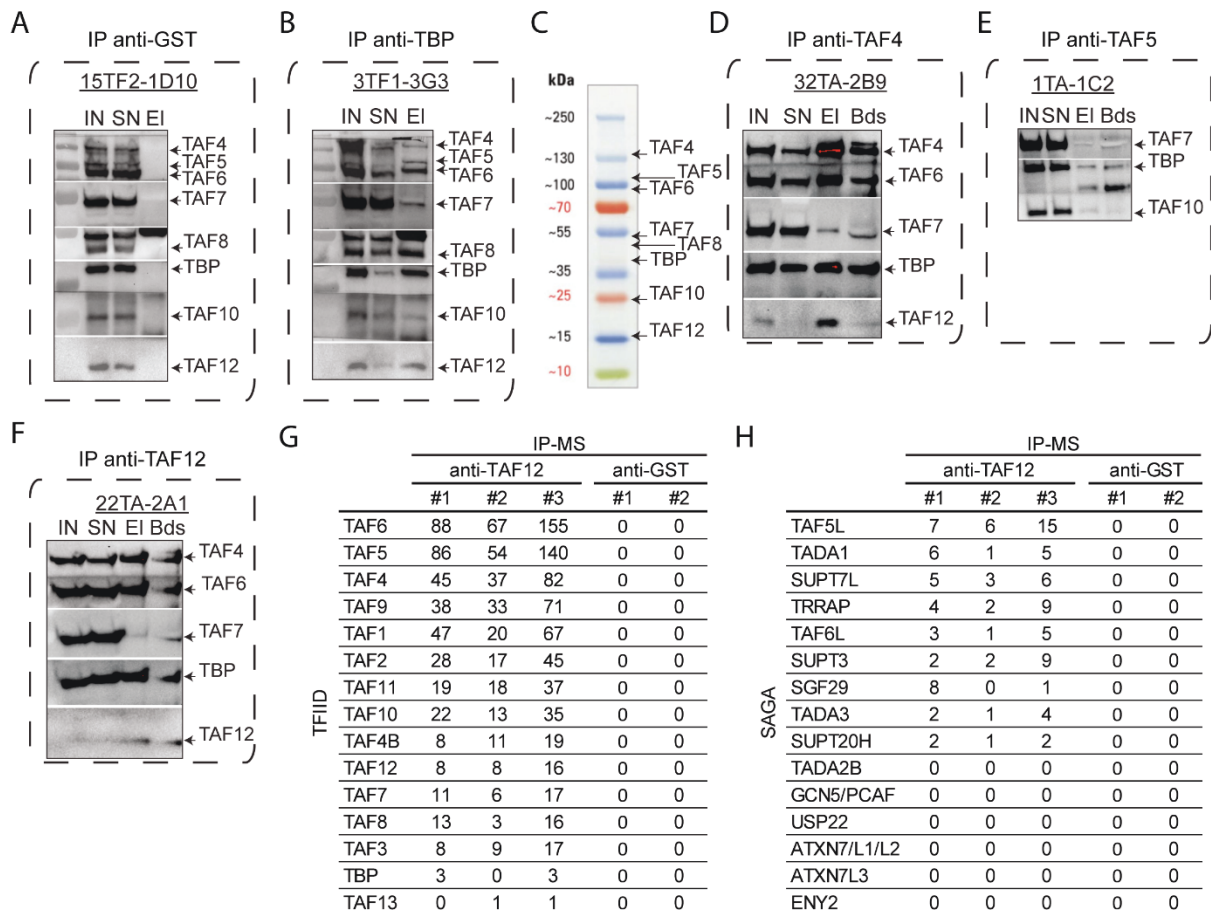 A
IP anti-GST
15TF2-1D10
IN SN El
TAF4
TAF5
TAF6
TAF7
TAF8
TBP
TAF10
TAF12
B
IP anti-TBP
3TF1-3G3
IN SN El
TAF4
TAF5
TAF6
TAF7
TAF8
TBP
TAF10
TAF12
C
kDa
~250
~130
~100
~70
~55
~35
~25
~15
~10
TAF4
TAF5
TAF6
TAF7
TAF8
TBP
TAF10
TAF12
D
IP anti-TAF4
32TA-2B9
IN SN El Bds
TAF4
TAF6
TAF7
TBP
TAF12
E
IP anti-TAF5
1TA-1C2
IN SN El Bds
TAF7
TBP
TAF10
F
IP anti-TAF12
22TA-2A1
IN SN El Bds
TAF4
TAF6
TAF7
TBP
TAF12
G
IP-MS
anti-TAF12 anti-GST
#1 #2 #3 #1 #2
TFIID
TAF6 88 67 155 0 0
TAF5 86 54 140 0 0
TAF4 45 37 82 0 0
TAF9 38 33 71 0 0
TAF1 47 20 67 0 0
TAF2 28 17 45 0 0
TAF11 19 18 37 0 0
TAF10 22 13 35 0 0
TAF4B 8 11 19 0 0
TAF12 8 8 16 0 0
TAF7 11 6 17 0 0
TAF8 13 3 16 0 0
TAF3 8 9 17 0 0
TBP 3 0 3 0 0
TAF13 0 1 1 0 0
H
IP-MS
anti-TAF12 anti-GST
#1 #2 #3 #1 #2
SAGA
TAF5L 7 6 15 0 0
TADA1 6 1 5 0 0
SUPT7L 5 3 6 0 0
TRRAP 4 2 9 0 0
TAF6L 3 1 5 0 0
SUPT3 2 2 9 0 0
SGF29 8 0 1 0 0
TADA3 2 1 4 0 0
SUPT20H 2 1 2 0 0
TADA2B 0 0 0 0 0
GCN5/PCAF 0 0 0 0 0
USP22 0 0 0 0 0
ATXN7/L1/L2 0 0 0 0 0
ATXN7L3 0 0 0 0 0
ENY2 0 0 0 0 0